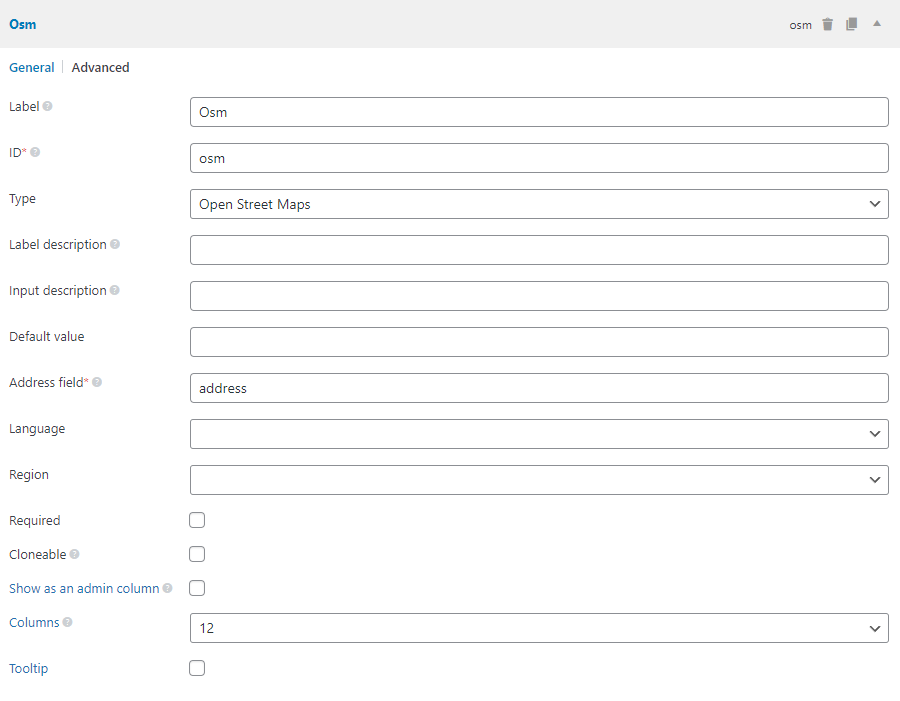 Osm osm
General Advanced
Label Osm
ID* osm
Type Open Street Maps
Label description
Input description
Default value
Address field* address
Language
Region
Required
Cloneable
Show as an admin column
Columns 12
Tooltip